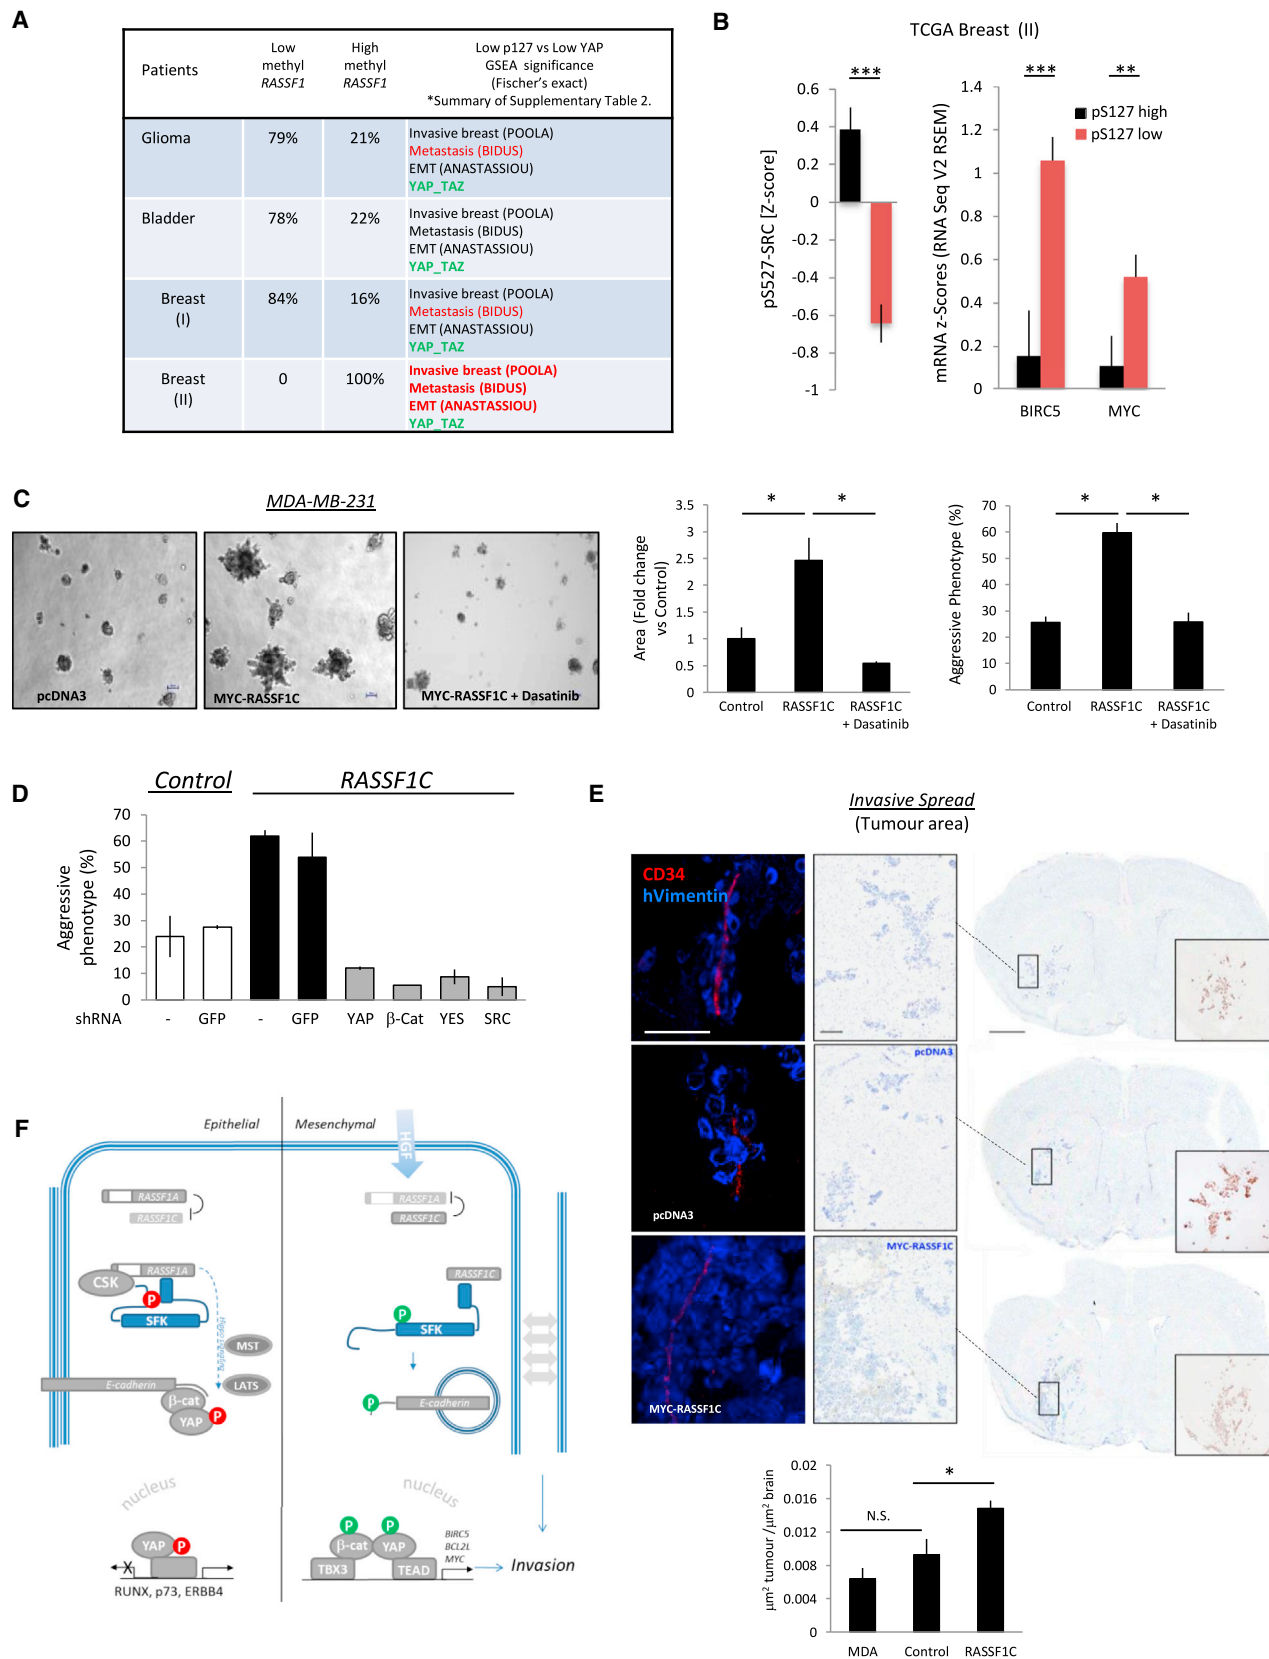 A
Patients
Low
methyl
RASSF1
High
methyl
RASSF1
Low p127 vs Low YAP
GSEA significance
(Fischer's exact)
*Summary of Supplementary Table 2.
Glioma
79%
21%
Invasive breast (POOLA)
Metastasis (BIDUS)
EMT (ANASTASSIOU)
YAP_TAZ
Bladder
78%
22%
Invasive breast (POOLA)
Metastasis (BIDUS)
EMT (ANASTASSIOU)
YAP_TAZ
Breast
(I)
84%
16%
Invasive breast (POOLA)
Metastasis (BIDUS)
EMT (ANASTASSIOU)
YAP_TAZ
Breast
(II)
0
100%
Invasive breast (POOLA)
Metastasis (BIDUS)
EMT (ANASTASSIOU)
YAP_TAZ
B
TCGA Breast (II)
pS527-SRC [Z-score]
0.6
0.4
0.2
0
-0.2
-0.4
-0.6
-0.8
-1
***
mRNA z-Scores (RNA Seq V2 RSEM)
1.4
1.2
1
0.8
0.6
0.4
0.2
0
*** **
pS127 high
pS127 low
BIRC5 MYC
C
MDA-MB-231
pcDNA3
MYC-RASSF1C
MYC-RASSF1C + Dasatinib
Area (Fold change
vs Control)
3.5
3
2.5
2
1.5
1
0.5
0
* *
Control RASSF1C RASSF1C
+ Dasatinib
Aggressive Phenotype (%)
70
60
50
40
30
20
10
0
* *
Control RASSF1C RASSF1C
+ Dasatinib
D
Control RASSF1C
Aggressive
phenotype (%)
70
60
50
40
30
20
10
0
shRNA - GFP - GFP YAP β-Cat YES SRC
E
Invasive Spread
(Tumour area)
CD34
hVimentin
pcDNA3
pcDNA3
MYC-RASSF1C
MYC-RASSF1C
μm² tumour /μm² brain
0.02
0.016
0.012
0.008
0.004
0
N.S.
*
MDA Control RASSF1C
F
Epithelial Mesenchymal
HGF
RASSF1A
RASSF1C
RASSF1A
RASSF1C
CSK
RASSF1A
P
SFK
MST
LATS
E-cadherin
β-cat
YAP
P
RASSF1C
P
SFK
P
E-cadherin
nucleus
YAP
P
X
RUNX, p73, ERBB4
nucleus
P
P
β-cat
YAP
TBX3
TEAD
BIRC5
BCL2L
MYC
Invasion